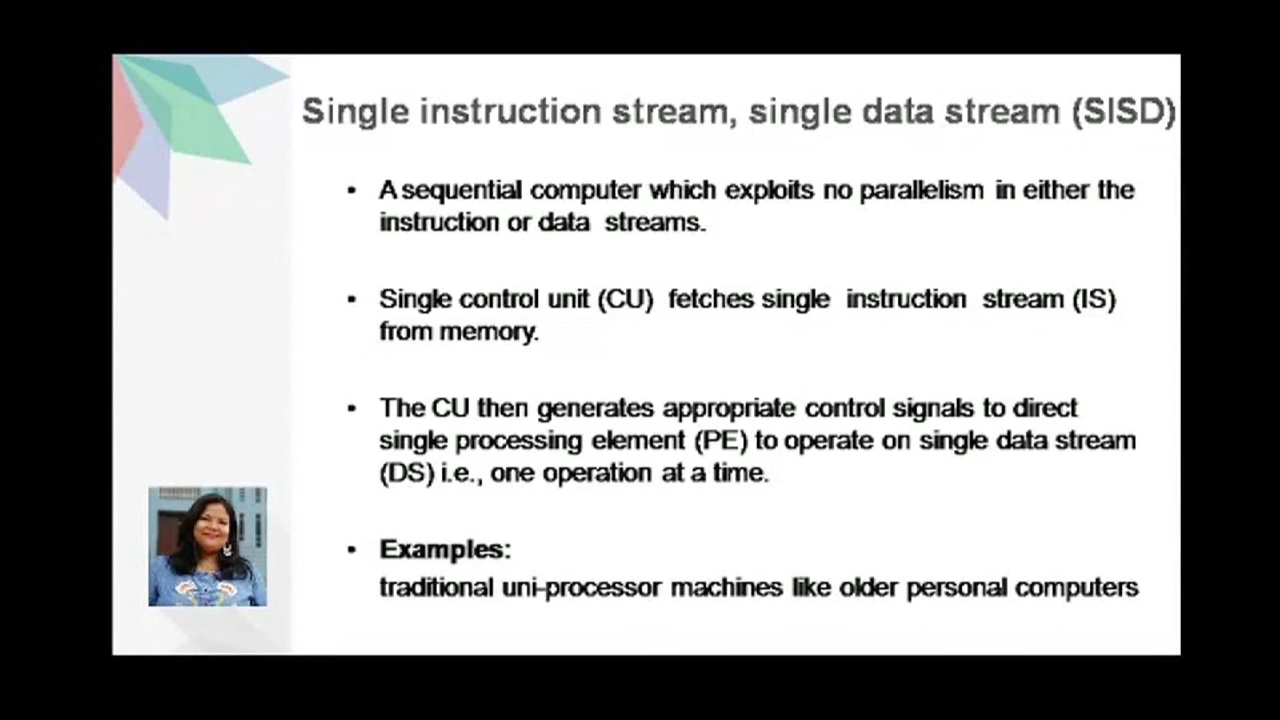 Single instruction stream, single data stream (SISD)
• A sequential computer which exploits no parallelism in either the
instruction or data streams.
• Single control unit (CU) fetches single instruction stream (IS)
from memory.
• The CU then generates appropriate control signals to direct
single processing element (PE) to operate on single data stream
(DS) i.e., one operation at a time.
• Examples:
traditional uni-processor machines like older personal computers